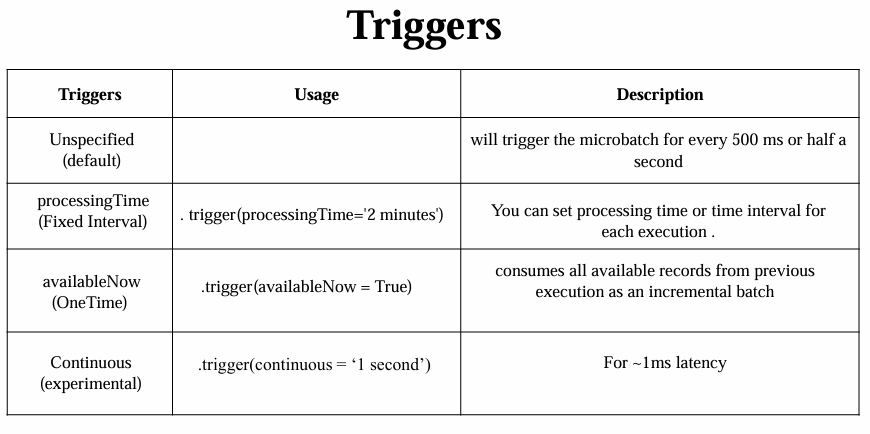 Triggers
Triggers
Usage
Description
Unspecified
(default)
will trigger the microbatch for every 500 ms or half a
second
processingTime
(Fixed Interval)
. trigger(processingTime='2 minutes')
You can set processing time or time interval for
each execution .
availableNow
(OneTime)
.trigger(availableNow = True)
consumes all available records from previous
execution as an incremental batch
Continuous
(experimental)
.trigger(continuous = ‘1 second’)
For ~1ms latency